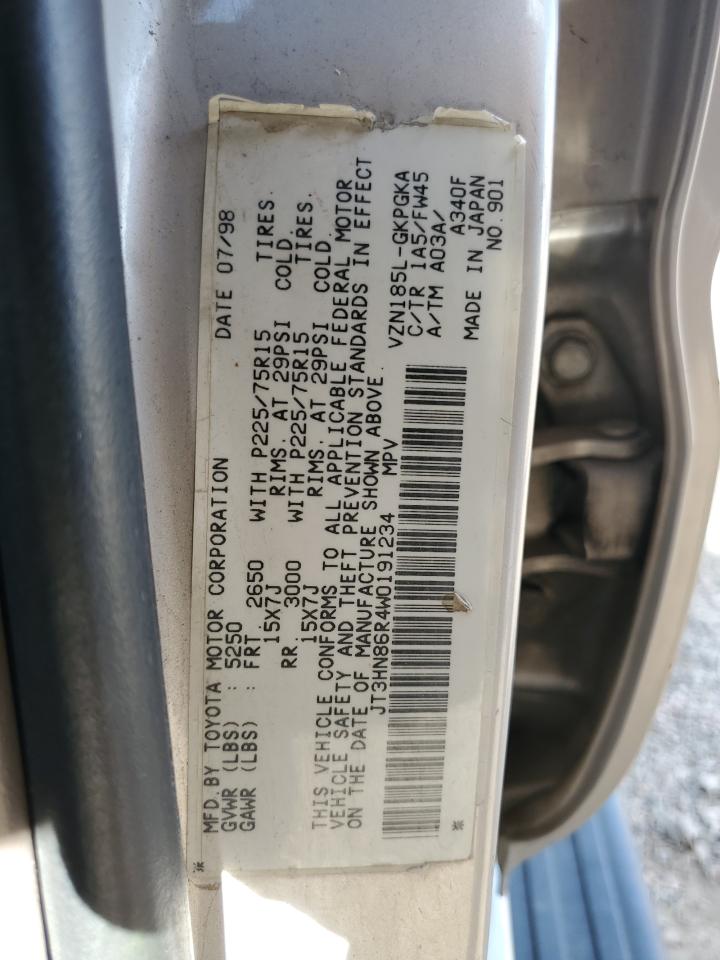 MFD. BY TOYOTA MOTOR CORPORATION DATE 07/98
GVWR (LBS) : 5250
GAWR (LBS) : FRT. 2650 WITH P225/75R15 TIRES.
15X7J RIMS. AT 29PSI COLD.
RR. 3000 WITH P225/75R15 TIRES.
15X7J RIMS. AT 29PSI COLD.
THIS VEHICLE CONFORMS TO ALL APPLICABLE FEDERAL MOTOR
VEHICLE SAFETY AND THEFT PREVENTION STANDARDS IN EFFECT
ON THE DATE OF MANUFACTURE SHOWN ABOVE.
JT3HN86R4W0191234 MPV
VZN185L-GKPGKA
C/TR 1A5/FW45
A/TM A03A/
A340F
MADE IN JAPAN
NO.901